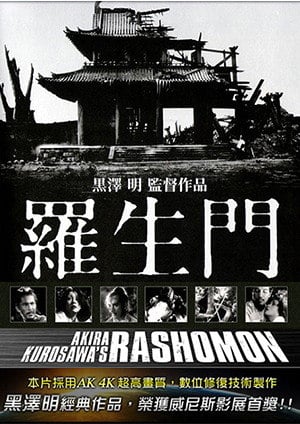 黒澤 明 監督作品
羅生門
AKIRA
KUROSAWA'S RASHOMON
本片採用AK 4K超高畫質，數位修復技術製作
黑澤明經典作品，榮獲威尼斯影展首獎!!